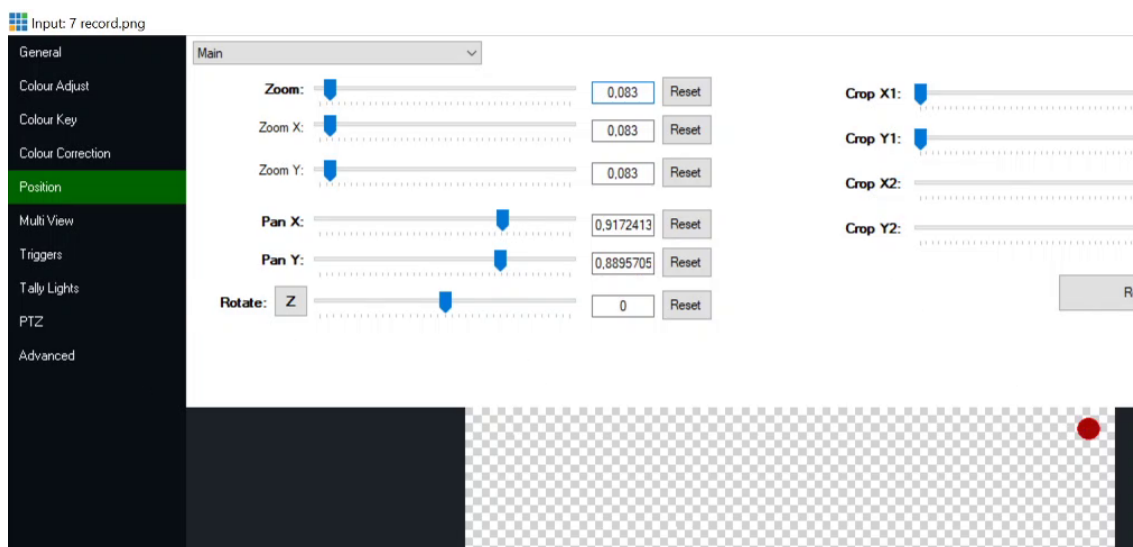 Input: 7 record.png
General
Colour Adjust
Colour Key
Colour Correction
Position
Multi View
Triggers
Tally Lights
PTZ
Advanced
Main
Zoom: 0,083 Reset
Zoom X: 0,083 Reset
Zoom Y: 0,083 Reset
Pan X: 0,9172413 Reset
Pan Y: 0,8895705 Reset
Rotate: Z 0 Reset
Crop X1:
Crop Y1:
Crop X2:
Crop Y2:
R